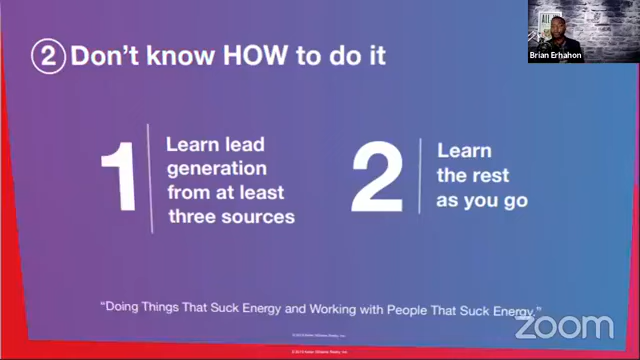 2 Don't know HOW to do it
Brian Erhahon
1
Learn lead
generation
from at least
three sources
2
Learn
the rest
as you go
"Doing Things That Suck Energy and Working with People That Suck Energy."
zoom